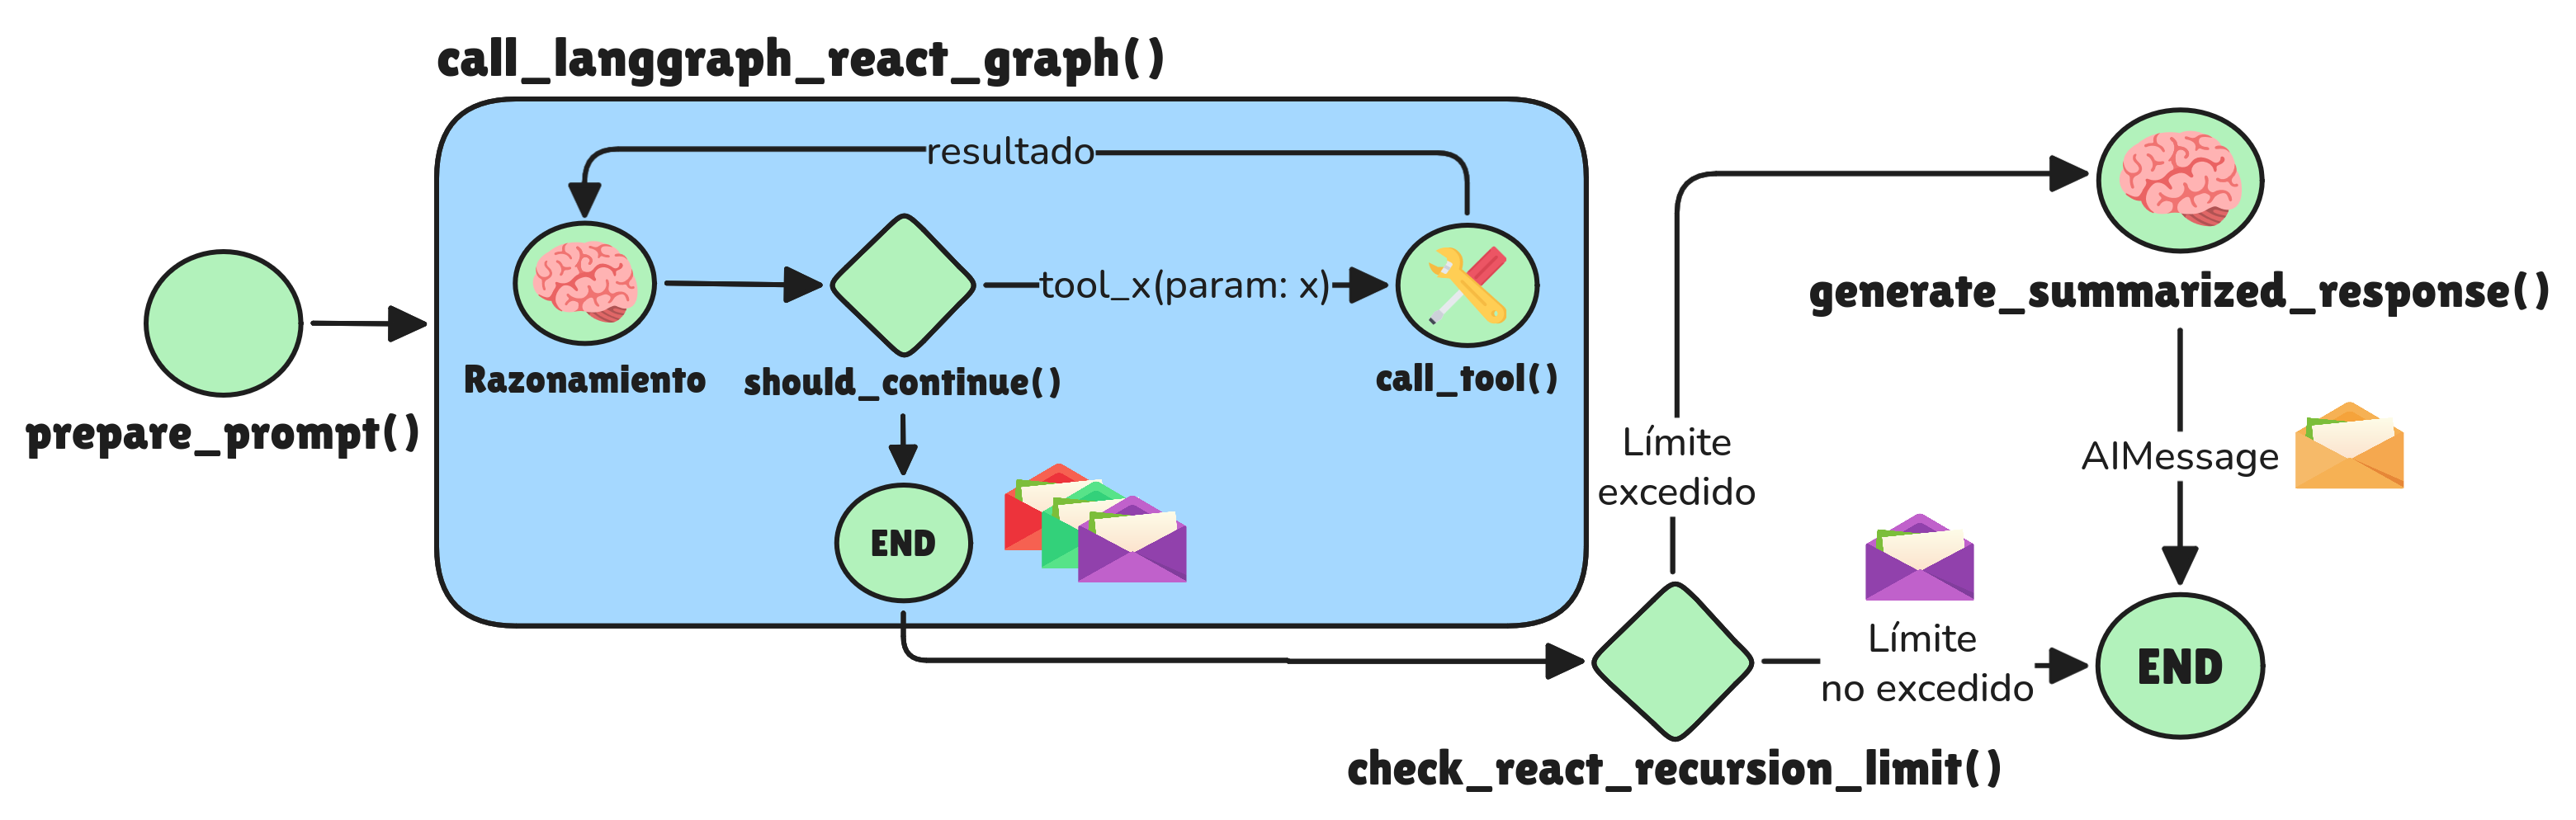 call_langgraph_react_graph()
resultado
tool_x(param: x)
Razonamiento
should_continue()
call_tool()
prepare_prompt()
END
generate_summarized_response()
Límite
excedido
AIMessage
Límite
no excedido
END
check_react_recursion_limit()